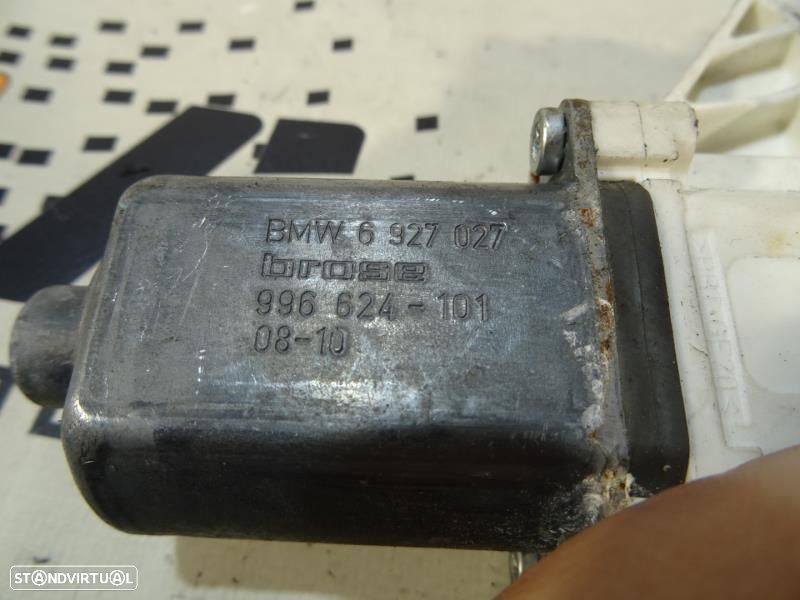 BMW 6 927 027
brose
996 624-101
08-10
STANDVIRTUAL